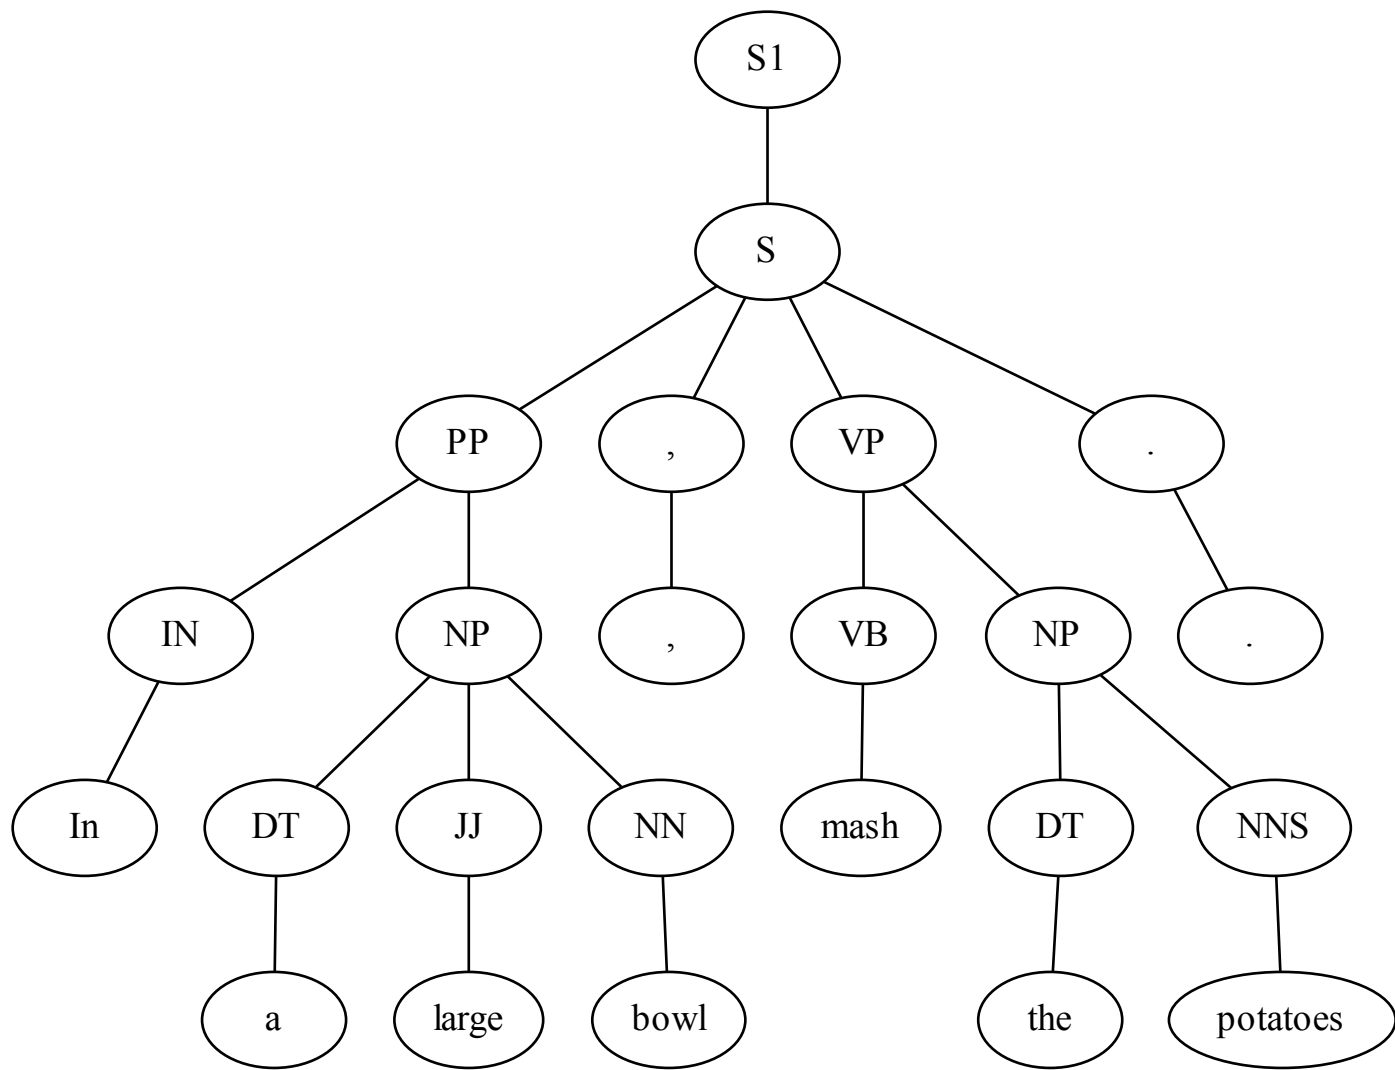 S1
S
PP , VP .
IN NP , VB NP .
In DT JJ NN mash DT NNS
a large bowl the potatoes